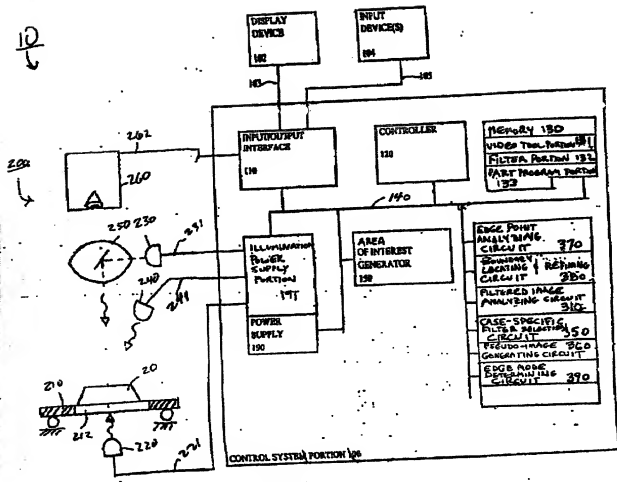 10
DISPLAY
DEVICE
102
INPUT
DEVICE(S)
104
103
105
200
262
260
INPUT/OUTPUT
INTERFACE
110
CONTROLLER
120
MEMORY 130
VIDEO TOOL PORTION 131
FILTER PORTION 132
PART PROGRAM PORTION
133
140
250
230
231
240
241
ILLUMINATION
POWER
SUPPLY
PORTION
191
POWER
SUPPLY
190
AREA
OF INTEREST
GENERATOR
150
EDGE POINT
ANALYZING
CIRCUIT 370
BOUNDARY
LOCATING & REFINING
CIRCUIT 380
FILTERED IMAGE
ANALYZING CIRCUIT
310
CASE-SPECIFIC
FILTER SELECTION
CIRCUIT 350
PSEUDO-IMAGE 360
GENERATING CIRCUIT
EDGE MODE
DETERMINING
CIRCUIT 390
210
20
212
220
221
CONTROL SYSTEM PORTION